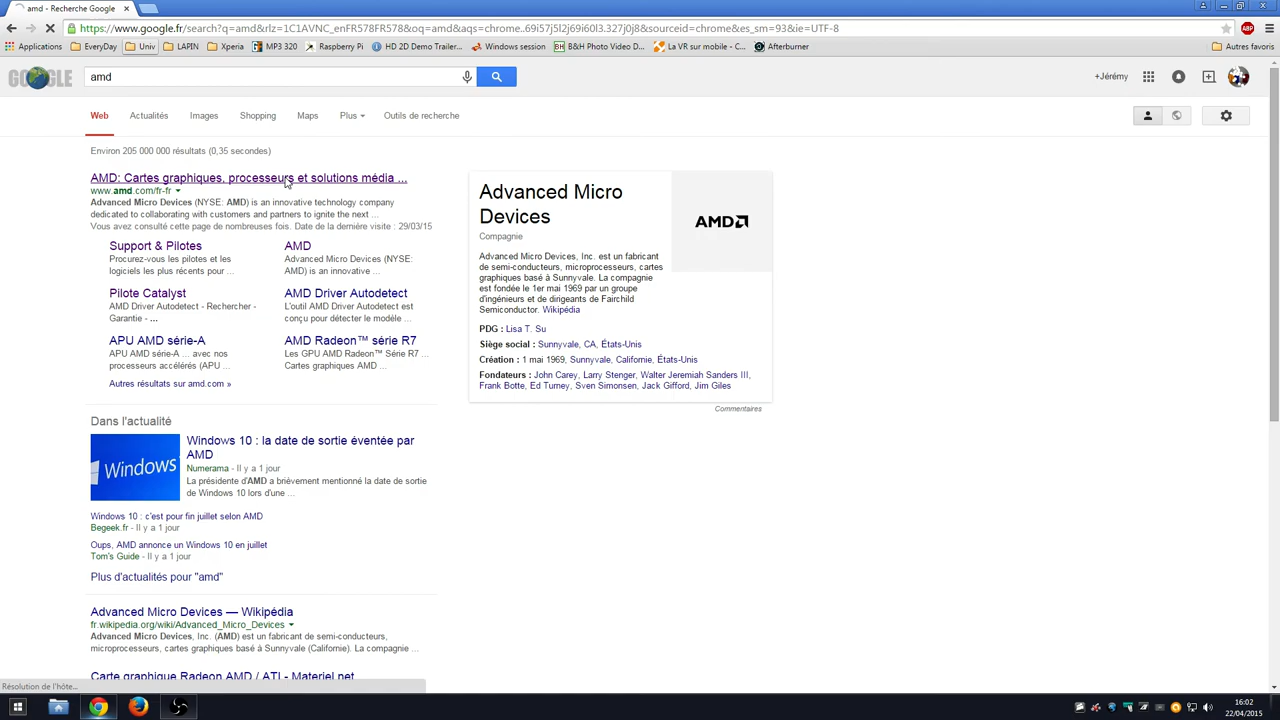 amd - Recherche Google
https://www.google.fr/search?q=amd&rlz=1C1AVNC_enFR578FR578&oq=amd&aqs=chrome..69i57j5l2j69i60l3.327j0j8&sourceid=chrome&es_sm=93&ie=UTF-8
Applications EveryDay Univ LAPIN Xperia MP3 320 Raspberry Pi HD 2D Demo Trailer... Windows session B&H Photo Video D... La VR sur mobile - C... Afterburner Autres favoris
GOOGLE amd +Jérémy
Web Actualités Images Shopping Maps Plus Outils de recherche
Environ 205 000 000 résultats (0,35 secondes)
AMD: Cartes graphiques, processeurs et solutions média ...
www.amd.com/fr-fr
Advanced Micro Devices (NYSE: AMD) is an innovative technology company
dedicated to collaborating with customers and partners to ignite the next ...
Vous avez consulté cette page de nombreuses fois. Date de la dernière visite : 29/03/15
Support & Pilotes
Procurez-vous les pilotes et les
logiciels les plus récents pour ...
AMD
Advanced Micro Devices (NYSE:
AMD) is an innovative ...
Pilote Catalyst
AMD Driver Autodetect - Rechercher -
Garantie - ...
AMD Driver Autodetect
L'outil AMD Driver Autodetect est
conçu pour détecter le modèle ...
APU AMD série-A
APU AMD série-A ... avec nos
processeurs accélérés (APU ...
AMD Radeon™ série R7
Les GPU AMD Radeon™ Série R7 ...
Cartes graphiques AMD ...
Autres résultats sur amd.com »
Dans l'actualité
Windows
Windows 10 : la date de sortie éventée par
AMD
Numerama - Il y a 1 jour
La présidente d'AMD a brièvement mentionné la date de sortie
de Windows 10 lors d'une ...
Windows 10 : c'est pour fin juillet selon AMD
Begeek.fr - Il y a 1 jour
Oups, AMD annonce un Windows 10 en juillet
Tom's Guide - Il y a 1 jour
Plus d'actualités pour "amd"
Advanced Micro Devices — Wikipédia
fr.wikipedia.org/wiki/Advanced_Micro_Devices
Advanced Micro Devices, Inc. (AMD) est un fabricant de semi-conducteurs,
microprocesseurs, cartes graphiques basé à Sunnyvale (Californie). La compagnie ...
Carte graphique Radeon AMD / ATI - Materiel.net
Résolution de l'hôte...
Advanced Micro
Devices
Compagnie
AMD
Advanced Micro Devices, Inc. est un fabricant
de semi-conducteurs, microprocesseurs, cartes
graphiques basé à Sunnyvale. La compagnie
est fondée le 1er mai 1969 par un groupe
d'ingénieurs et de dirigeants de Fairchild
Semiconductor. Wikipédia
PDG : Lisa T. Su
Siège social : Sunnyvale, CA, États-Unis
Création : 1 mai 1969, Sunnyvale, Californie, États-Unis
Fondateurs : John Carey, Larry Stenger, Walter Jeremiah Sanders III,
Frank Botte, Ed Turney, Sven Simonsen, Jack Gifford, Jim Giles
Commentaires
16:02
22/04/2015